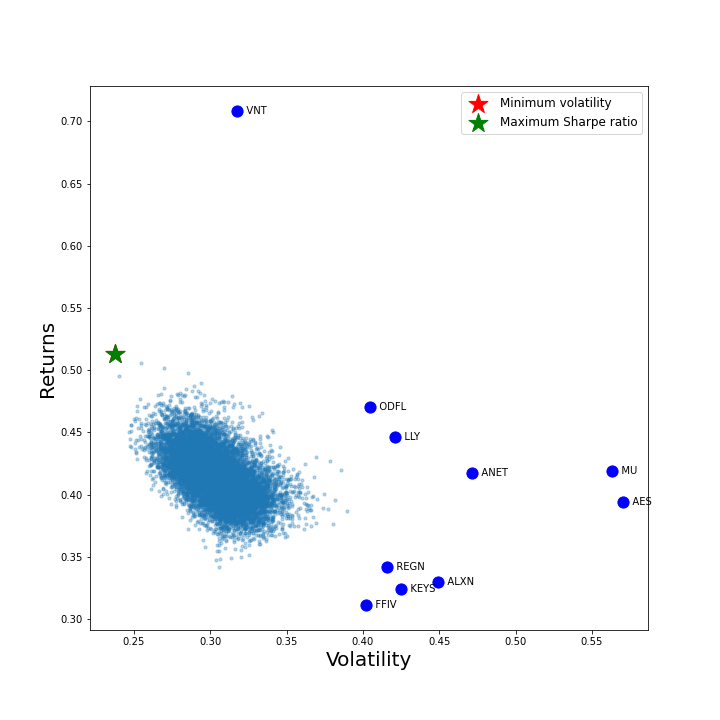 Minimum volatility
Maximum Sharpe ratio
VNT
ODFL
LLY
ANET
MU
AES
REGN
ALXN
KEYS
FFIV
0.70
0.65
0.60
0.55
0.50
0.45
0.40
0.35
0.30
Returns
0.25 0.30 0.35 0.40 0.45 0.50 0.55
Volatility